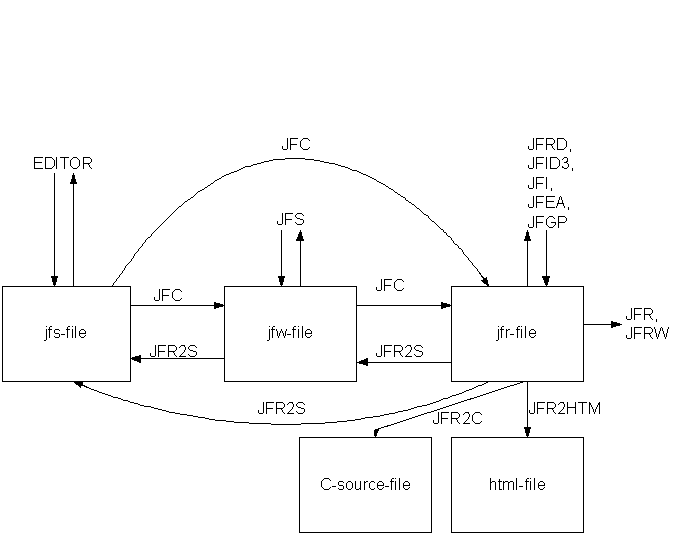 JFC
JFRD,
JFID3,
JFI,
JFEA,
JFGP
EDITOR
JFS
JFC
JFC
jfs-file
jfw-file
jfr-file
JFR,
JFRW
JFR2S
JFR2S
JFR2S
JFR2C
JFR2HTM
C-source-file
html-file